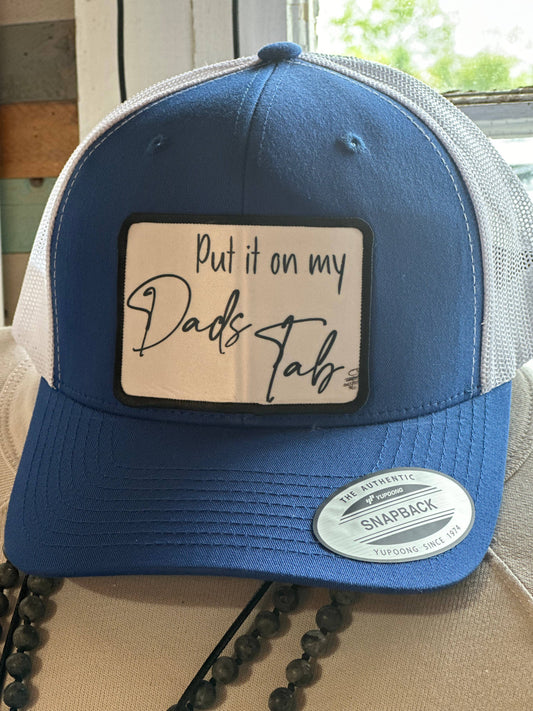 Put it on my
Dads
Tab
THE AUTHENTIC
YUPOONG
SNAPBACK
YUPOONG SINCE 1974